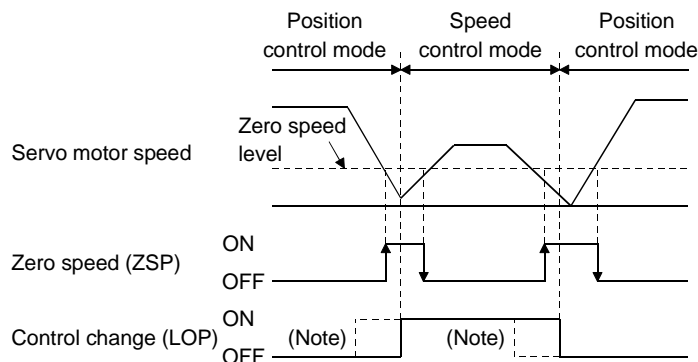 Position
control mode
Speed
control mode
Position
control mode
Servo motor speed
Zero speed
level
Zero speed (ZSP)
ON
OFF
Control change (LOP)
ON
OFF
(Note)
(Note)